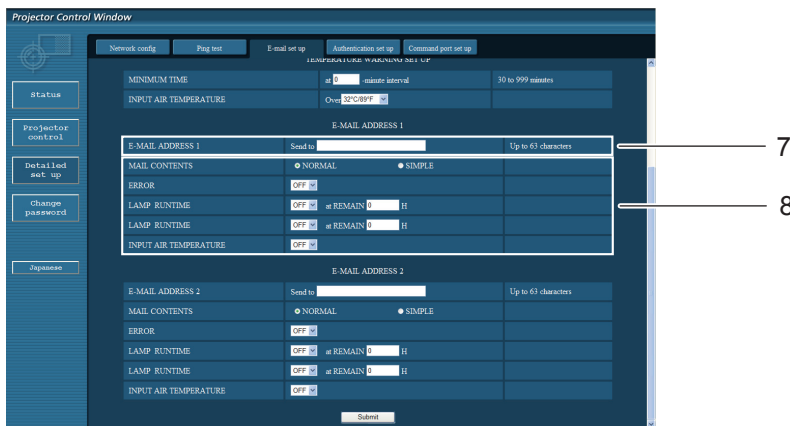 Projector Control Window
Network config Ping test E-mail set up Authentication set up Command port set up
TEMPERATURE WARNING SET UP
MINIMUM TIME at 0 -minute interval 30 to 999 minutes
Status
INPUT AIR TEMPERATURE Over 32°C/89°F
Projector control
E-MAIL ADDRESS 1
E-MAIL ADDRESS 1 Send to Up to 63 characters 7
Detailed set up
MAIL CONTENTS NORMAL SIMPLE
ERROR OFF
Change password
LAMP RUNTIME OFF at REMAIN 0 H 8
LAMP RUNTIME OFF at REMAIN 0 H
INPUT AIR TEMPERATURE OFF
Japanese
E-MAIL ADDRESS 2
E-MAIL ADDRESS 2 Send to Up to 63 characters
MAIL CONTENTS NORMAL SIMPLE
ERROR OFF
LAMP RUNTIME OFF at REMAIN 0 H
LAMP RUNTIME OFF at REMAIN 0 H
INPUT AIR TEMPERATURE OFF
Submit